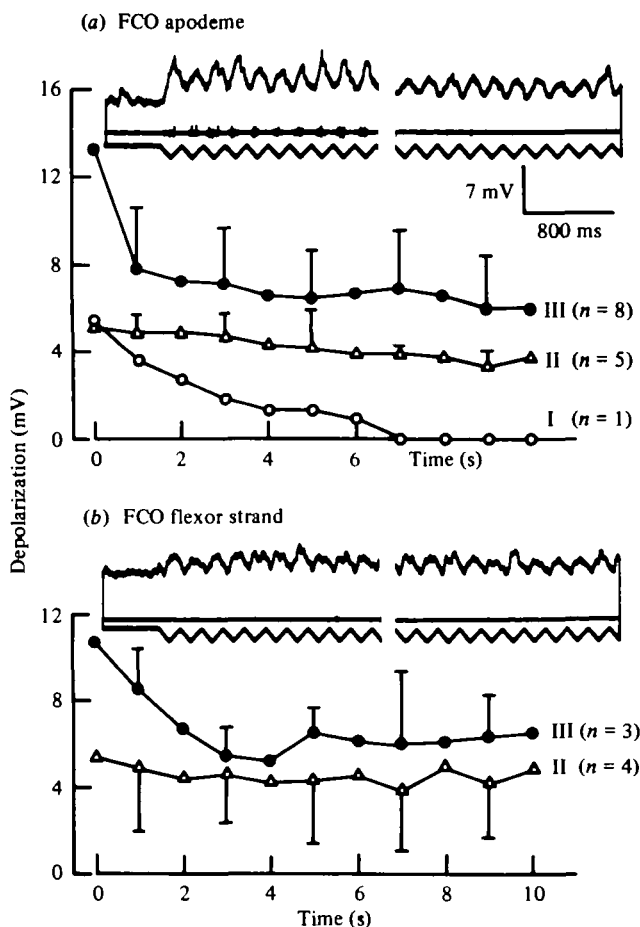 (a) FCO apodeme
16
12
8
4
0
7 mV
800 ms
III (n = 8)
II (n = 5)
I (n = 1)
0 2 4 6 Time (s)
Depolarization (mV)
(b) FCO flexor strand
12
8
4
0
III (n = 3)
II (n = 4)
0 2 4 6 8 10
Time (s)